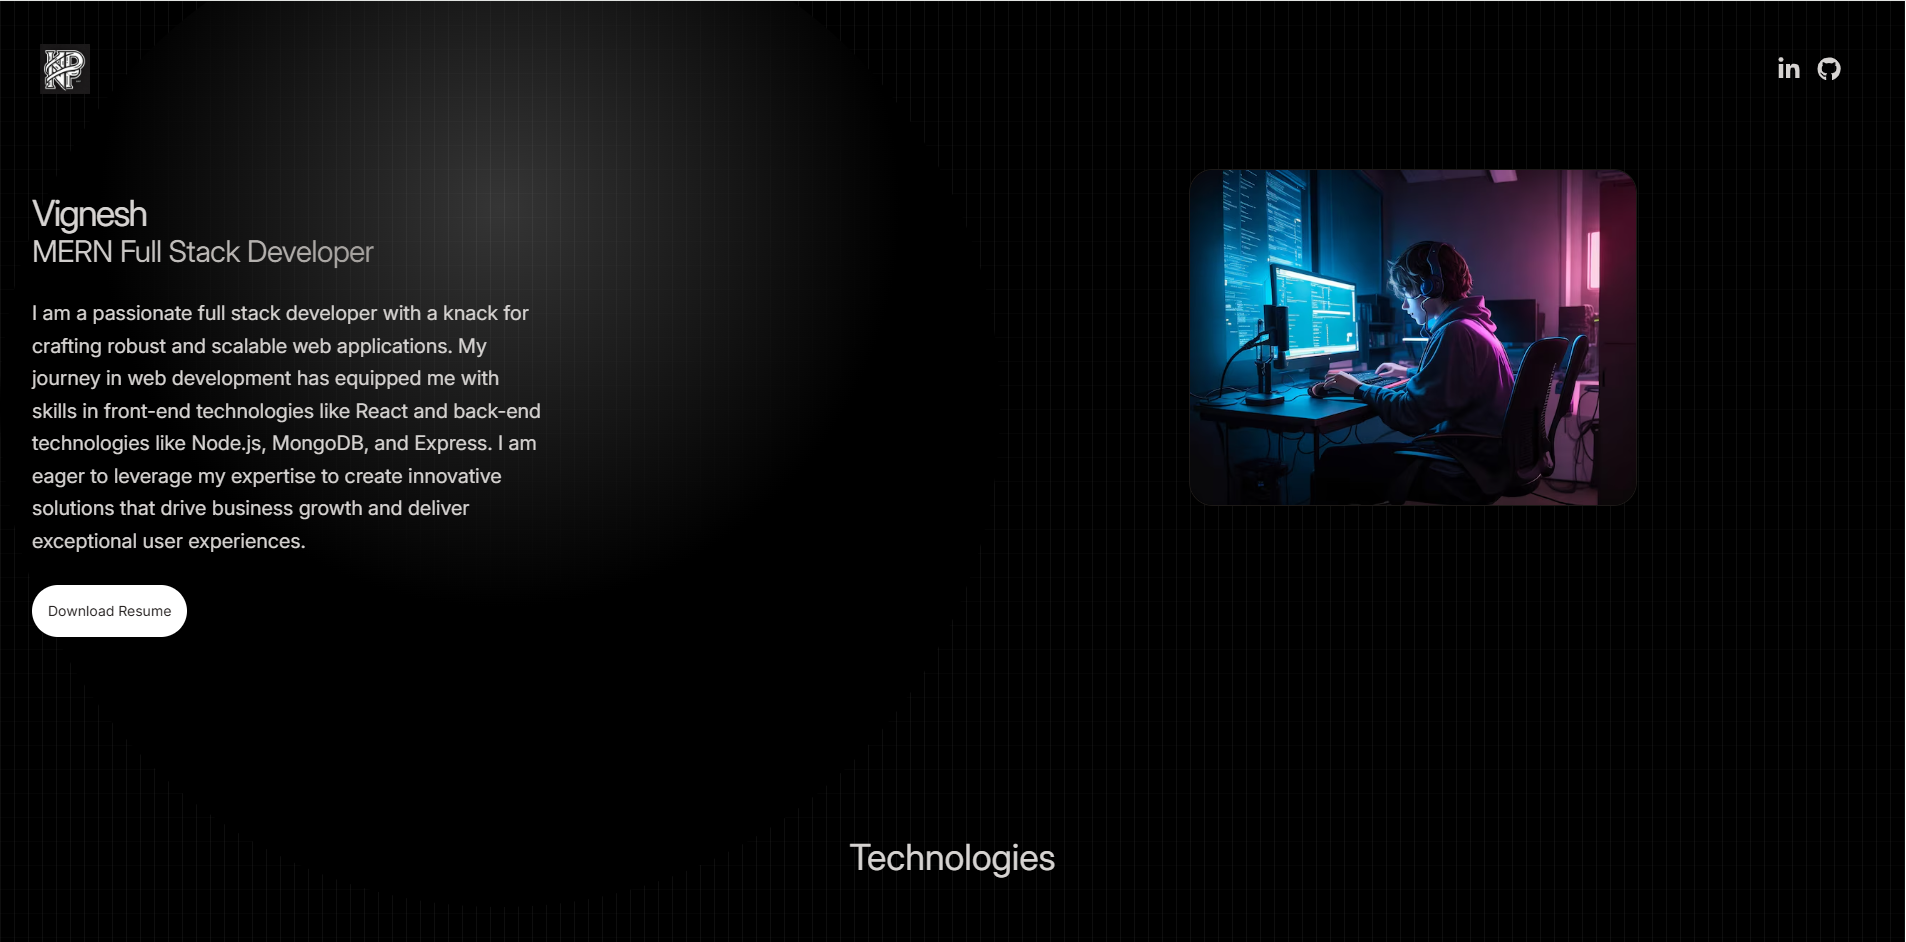 in
Vignesh
MERN Full Stack Developer
I am a passionate full stack developer with a knack for
crafting robust and scalable web applications. My
journey in web development has equipped me with
skills in front-end technologies like React and back-end
technologies like Node.js, MongoDB, and Express. I am
eager to leverage my expertise to create innovative
solutions that drive business growth and deliver
exceptional user experiences.
Download Resume
Technologies